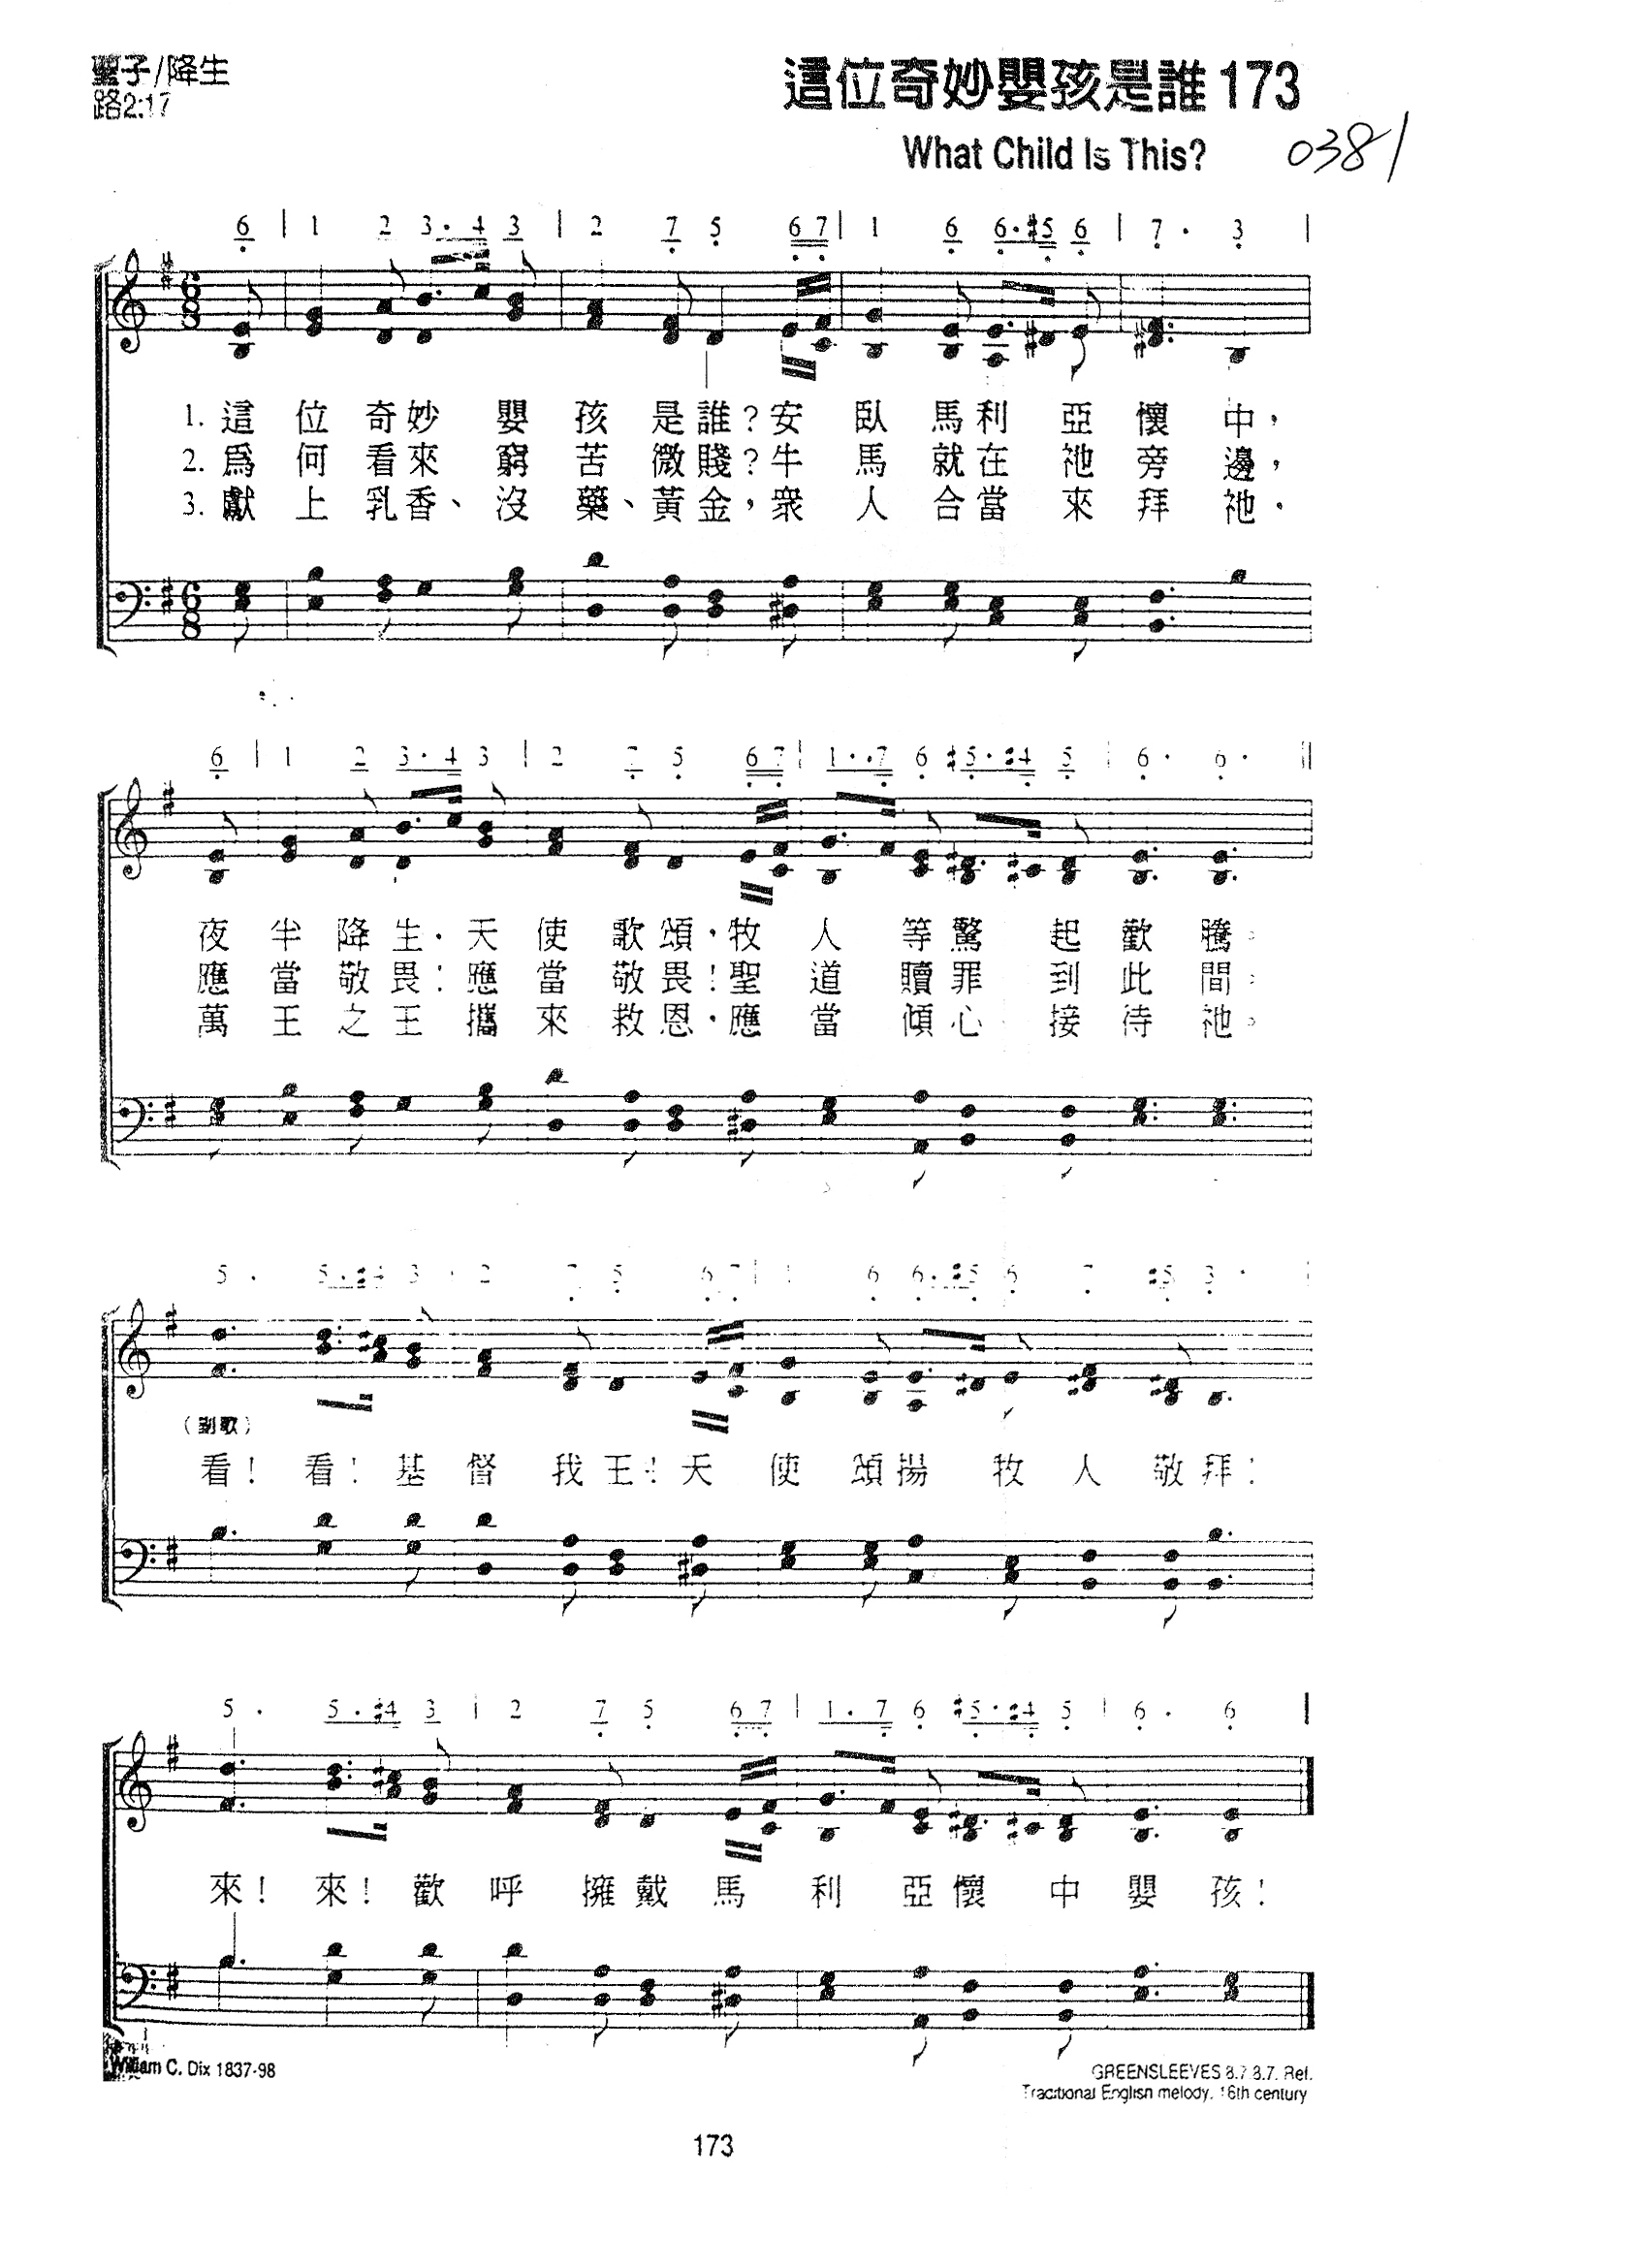 聖子/降生
路2:17
這位奇妙嬰孩是誰 173
What Child Is This?
0381
6 | 1 2 3. 4 3 | 2 7 5 6 7 | 1 6 6. #5 6 | 7. 3 |
1. 這位奇妙嬰孩是誰？安臥馬利亞懷中，
2. 爲何看來窮苦微賤？牛馬就在祂旁邊，
3. 獻上乳香、沒藥、黃金，衆人合當來拜祂．
6 | 1 2 3. 4 3 | 2 7 5 6 7 | 1. 7 6 #5. #4 5 | 6. 6. ||
夜半降生．天使歌頌，牧人等驚起歡騰。
應當敬畏！應當敬畏！聖道贖罪到此間。
萬王之王攜來救恩，應當傾心接待祂。
5. 5. #4 3 2 7 5 6 7 | 1 6 6. #5 6 7 #5 3.
（副歌）
看！看！基督我王！天使頌揚牧人敬拜！
5. 5. #4 3 | 2 7 5 6 7 | 1. 7 6 #5. #4 5 | 6. 6 |
來！來！歡呼擁戴馬利亞懷中嬰孩！
William C. Dix 1837-98
GREENSLEEVES 8.7.8.7. Ref.
Traditional English melody, 16th century
173